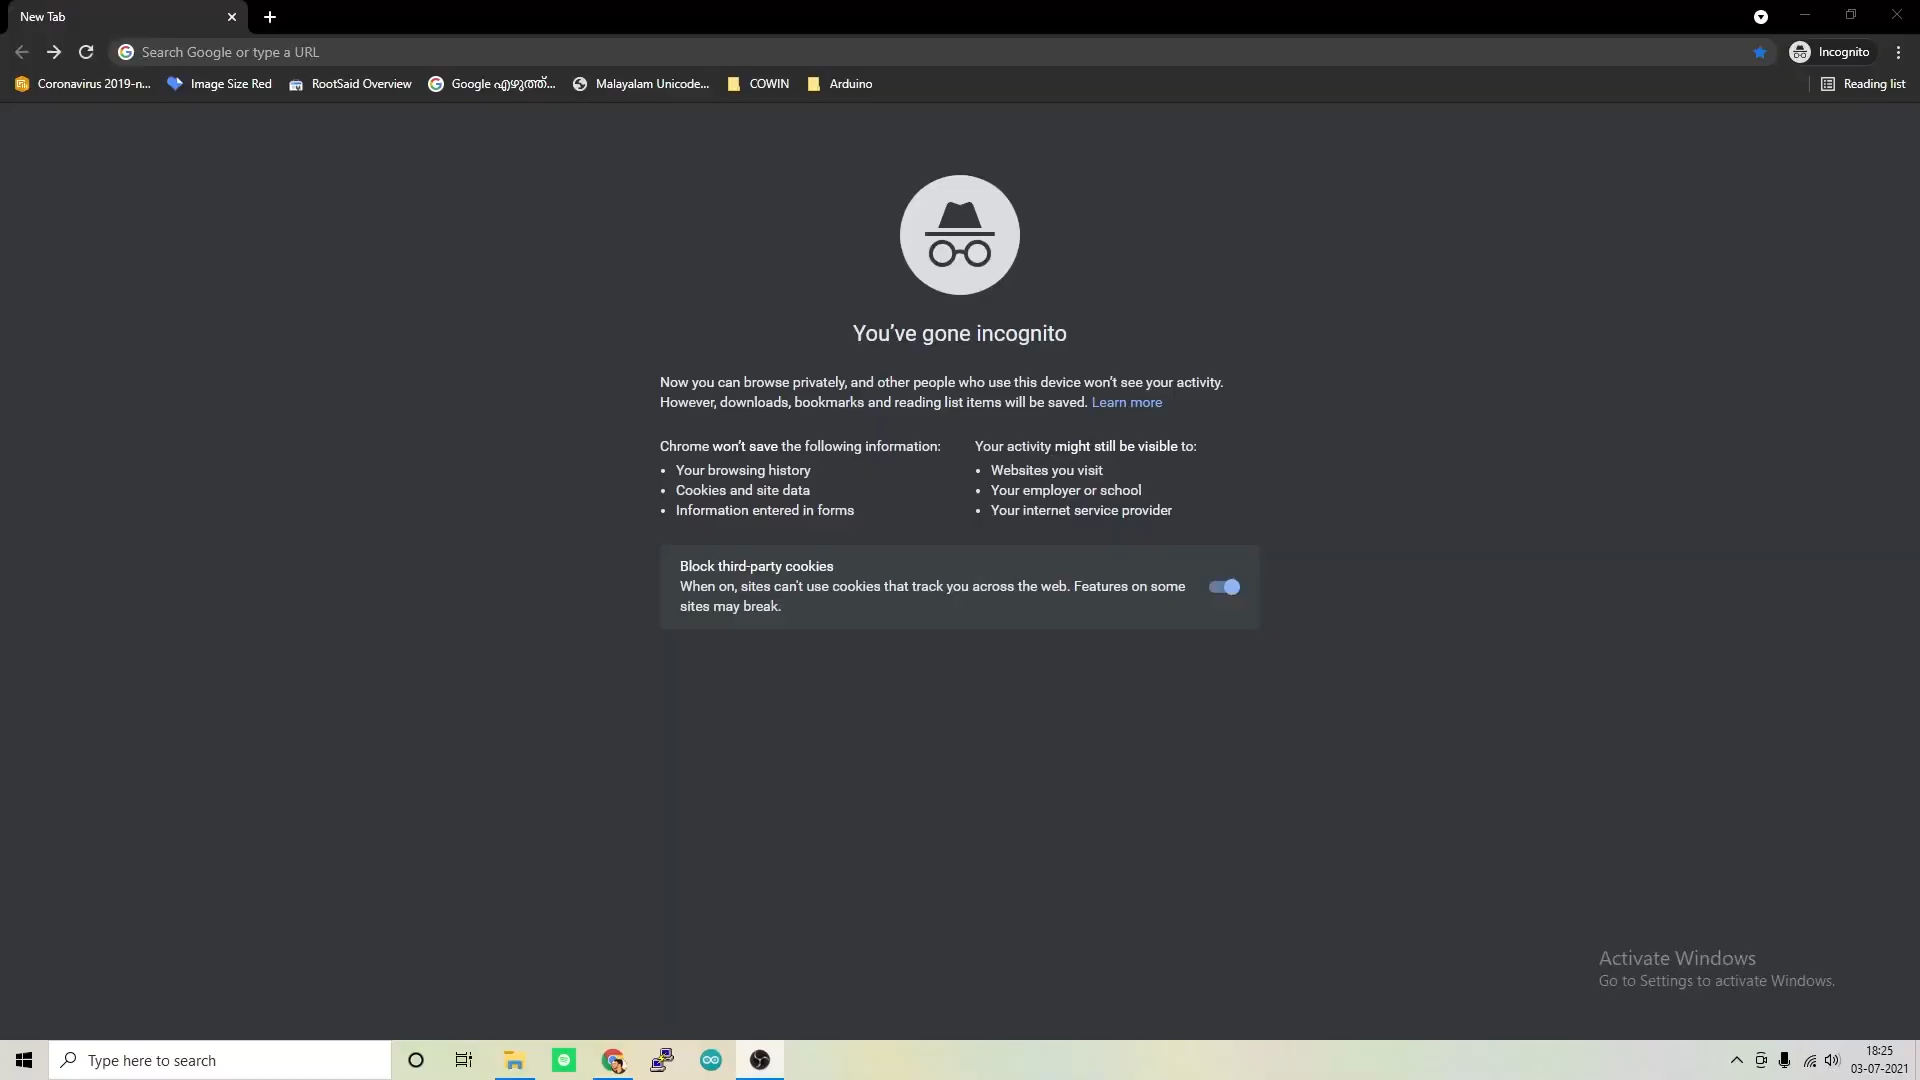 New Tab
Search Google or type a URL
Incognito
Coronavirus 2019-n...
Image Size Red
RootSaid Overview
Google എഴുത്ത്...
Malayalam Unicode...
COWIN
Arduino
Reading list
You've gone incognito
Now you can browse privately, and other people who use this device won't see your activity.
However, downloads, bookmarks and reading list items will be saved. Learn more
Chrome won't save the following information:
Your browsing history
Cookies and site data
Information entered in forms
Your activity might still be visible to:
Websites you visit
Your employer or school
Your internet service provider
Block third-party cookies
When on, sites can't use cookies that track you across the web. Features on some
sites may break.
Activate Windows
Go to Settings to activate Windows.
Type here to search
18:25
03-07-2021